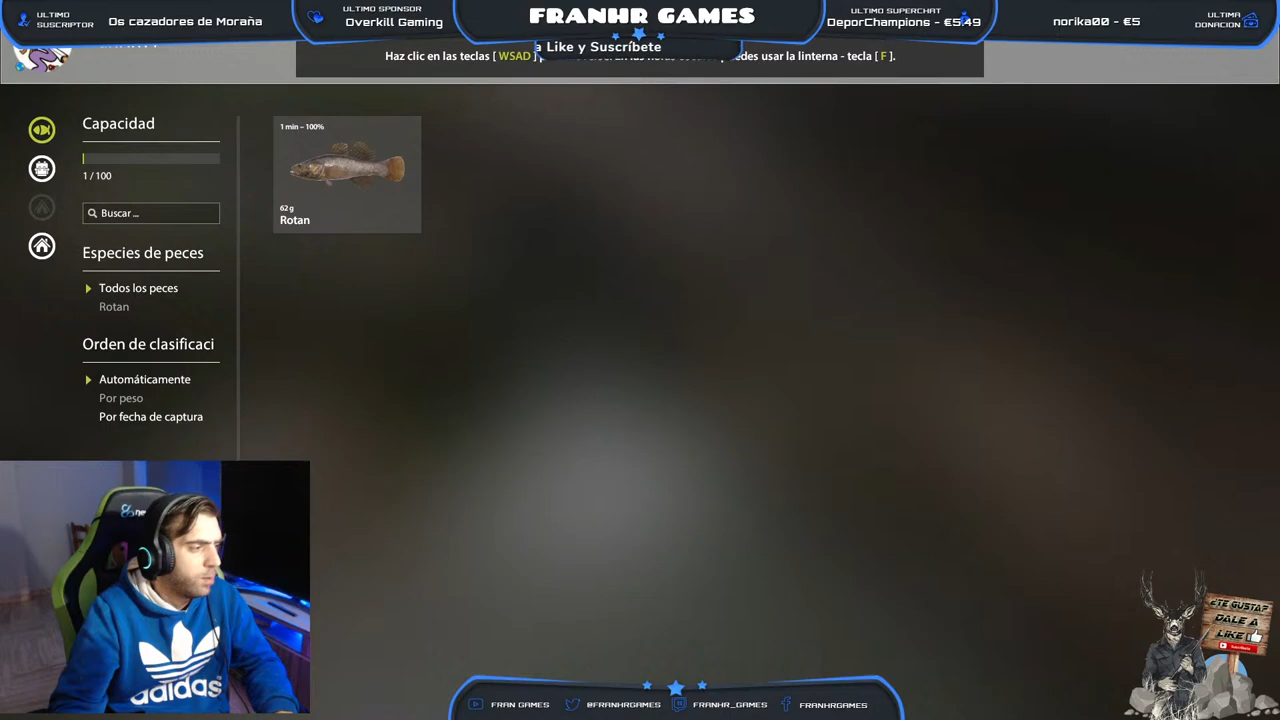 ULTIMO SUSCRIPTOR
Os cazadores de Moraña
ULTIMO SPONSOR
Overkill Gaming
FRANHR GAMES
ULTIMO SUPERCHAT
DeporChampions - €5.49
norika00 - €5
ULTIMA DONACION
a Like y Suscríbete
Haz clic en las teclas [ WSAD ]
edes usar la linterna - tecla [ F ].
Capacidad
1 / 100
Buscar ...
Especies de peces
Todos los peces
Rotan
Orden de clasificaci
Automáticamente
Por peso
Por fecha de captura
1 min – 100%
62 g
Rotan
adidas
¿TE GUSTA?
DALE A
LIKE
FRAN GAMES
@FRANHRGAMES
FRANHR_GAMES
FRANHRGAMES